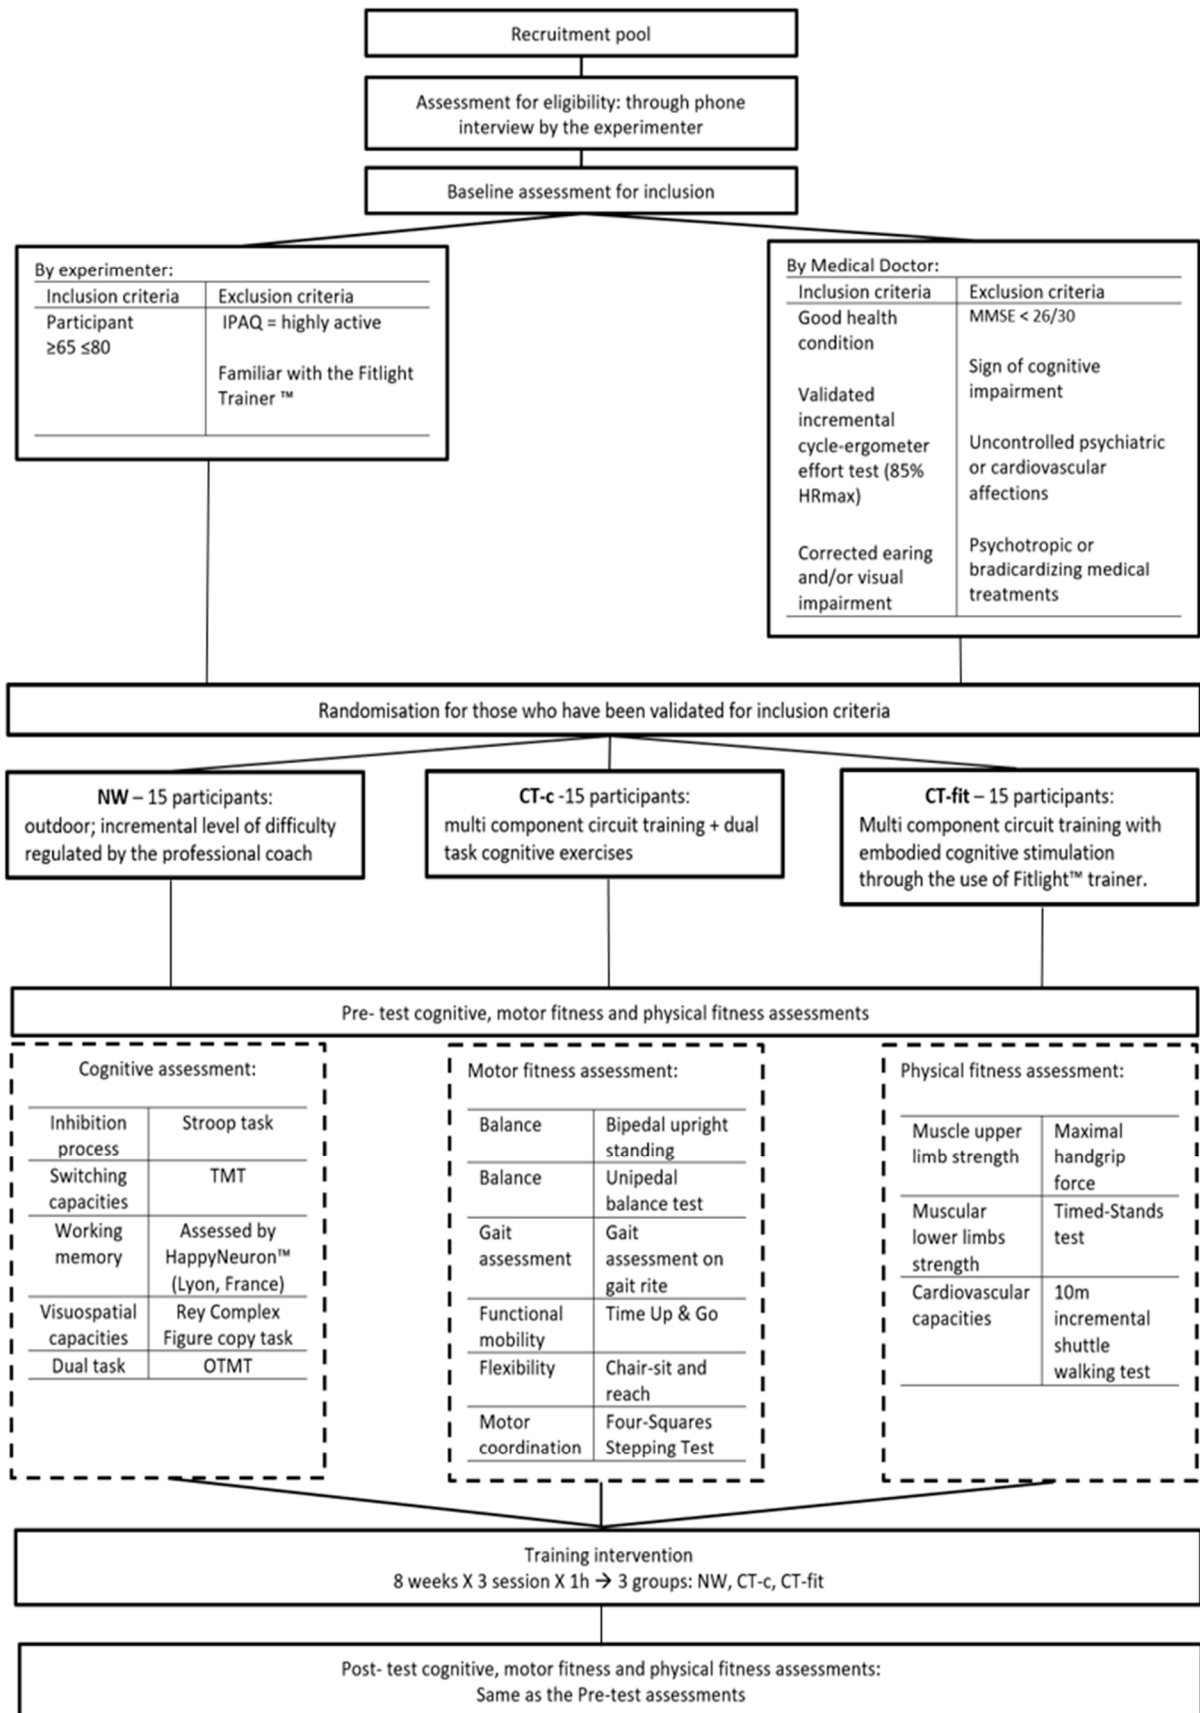 Recruitment pool
Assessment for eligibility: through phone
interview by the experimenter
Baseline assessment for inclusion
By experimenter:
Inclusion criteria
Exclusion criteria
Participant
≥65 ≤80
IPAQ = highly active
Familiar with the Fitlight
Trainer ™
By Medical Doctor:
Inclusion criteria
Exclusion criteria
Good health
condition
Validated
incremental
cycle-ergometer
effort test (85%
HRmax)
Corrected earing
and/or visual
impairment
MMSE < 26/30
Sign of cognitive
impairment
Uncontrolled psychiatric
or cardiovascular
affections
Psychotropic or
bradicardizing medical
treatments
Randomisation for those who have been validated for inclusion criteria
NW – 15 participants:
outdoor; incremental level of difficulty
regulated by the professional coach
CT-c -15 participants:
multi component circuit training + dual
task cognitive exercises
CT-fit – 15 participants:
Multi component circuit training with
embodied cognitive stimulation
through the use of Fitlight™ trainer.
Pre- test cognitive, motor fitness and physical fitness assessments
Cognitive assessment:
Inhibition
process
Stroop task
Switching
capacities
TMT
Working
memory
Assessed by
HappyNeuron™
(Lyon, France)
Visuospatial
capacities
Rey Complex
Figure copy task
Dual task
OTMT
Motor fitness assessment:
Balance
Bipedal upright
standing
Balance
Unipedal
balance test
Gait
assessment
Gait
assessment on
gait rite
Functional
mobility
Time Up & Go
Flexibility
Chair-sit and
reach
Motor
coordination
Four-Squares
Stepping Test
Physical fitness assessment:
Muscle upper
limb strength
Maximal
handgrip
force
Muscular
lower limbs
strength
Timed-Stands
test
Cardiovascular
capacities
10m
incremental
shuttle
walking test
Training intervention
8 weeks X 3 session X 1h → 3 groups: NW, CT-c, CT-fit
Post- test cognitive, motor fitness and physical fitness assessments:
Same as the Pre-test assessments